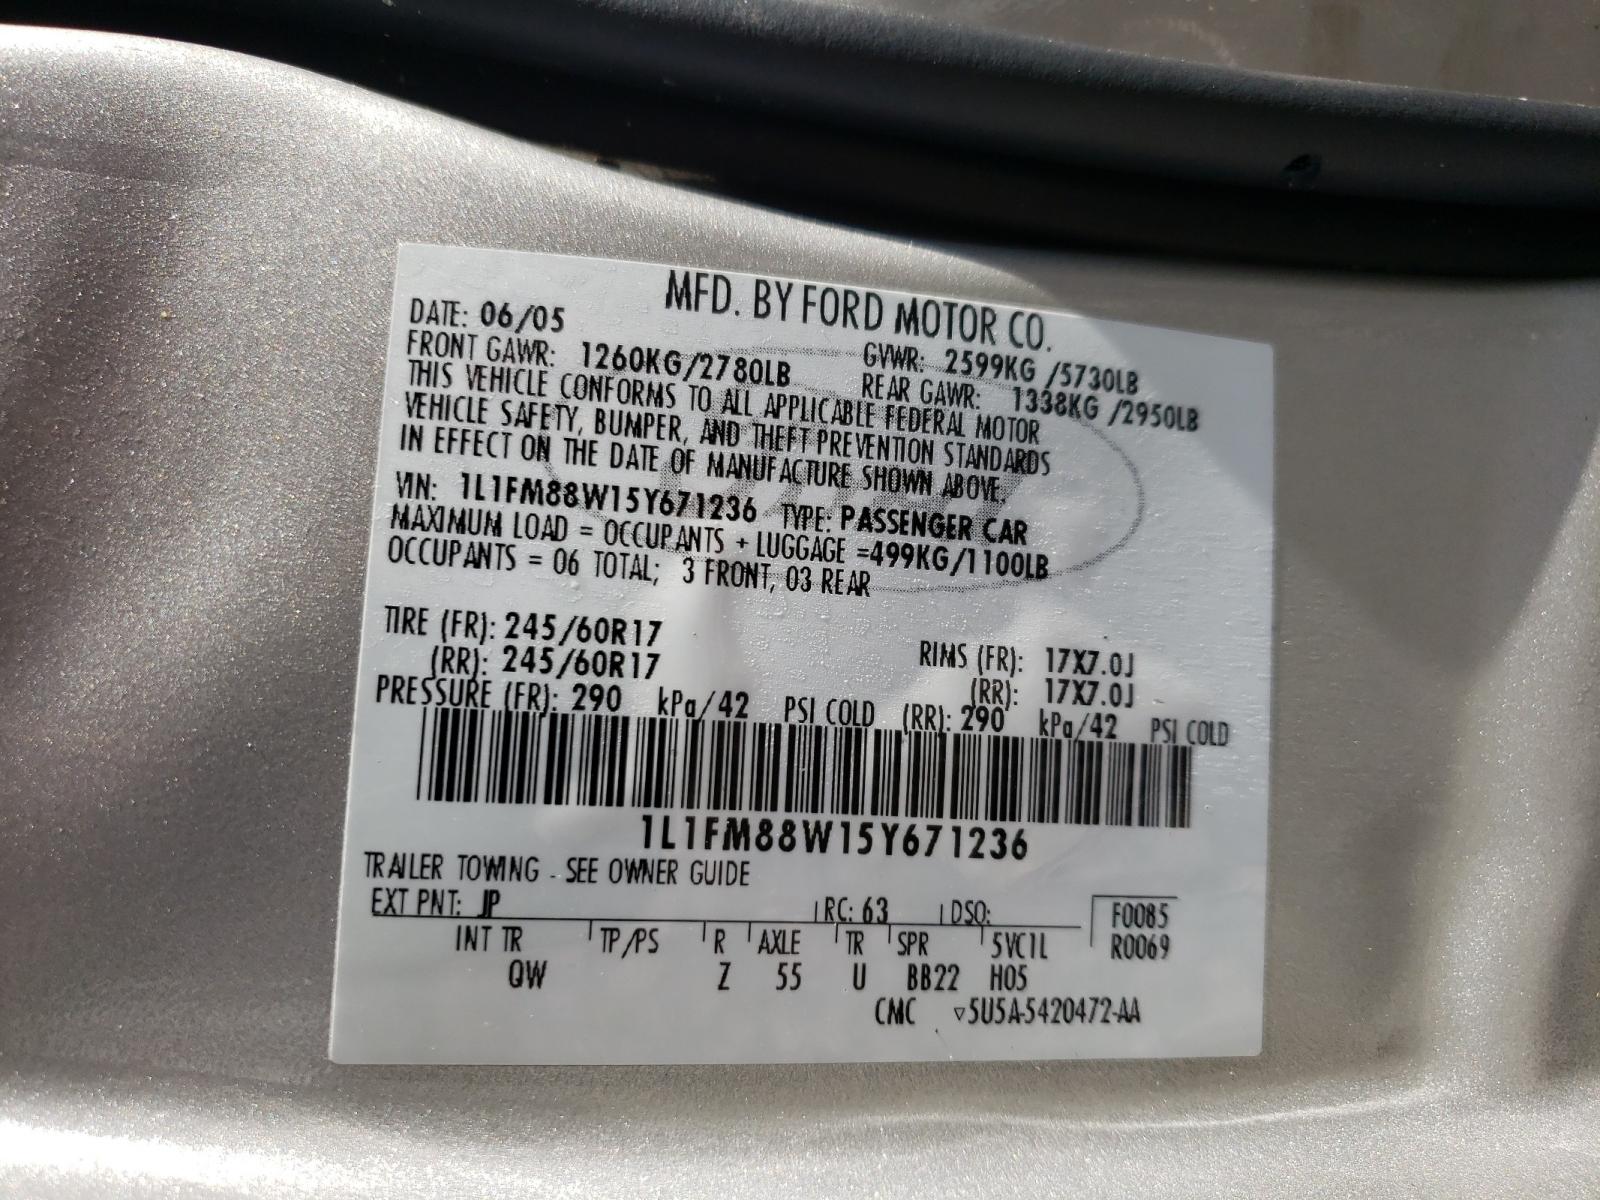 MFD. BY FORD MOTOR CO.
DATE: 06/05 GVWR: 2599KG /5730LB
FRONT GAWR: 1260KG/2780LB REAR GAWR: 1338KG /2950LB
THIS VEHICLE CONFORMS TO ALL APPLICABLE FEDERAL MOTOR
VEHICLE SAFETY, BUMPER, AND THEFT PREVENTION STANDARDS
IN EFFECT ON THE DATE OF MANUFACTURE SHOWN ABOVE.
VIN: 1L1FM88W15Y671236 TYPE: PASSENGER CAR
MAXIMUM LOAD = OCCUPANTS + LUGGAGE =499KG/1100LB
OCCUPANTS = 06 TOTAL; 3 FRONT, 03 REAR
TIRE (FR): 245/60R17 RIMS (FR): 17X7.0J
(RR): 245/60R17 (RR): 17X7.0J
PRESSURE (FR): 290 kPa/42 PSI COLD (RR): 290 kPa/42 PSI COLD
1L1FM88W15Y671236
TRAILER TOWING - SEE OWNER GUIDE
EXT PNT: JP RC: 63 DSO: F0085
INT TR TP/PS R AXLE TR SPR 5VC1L R0069
QW Z 55 U BB22 H05
CMC ▿5U5A-5420472-AA